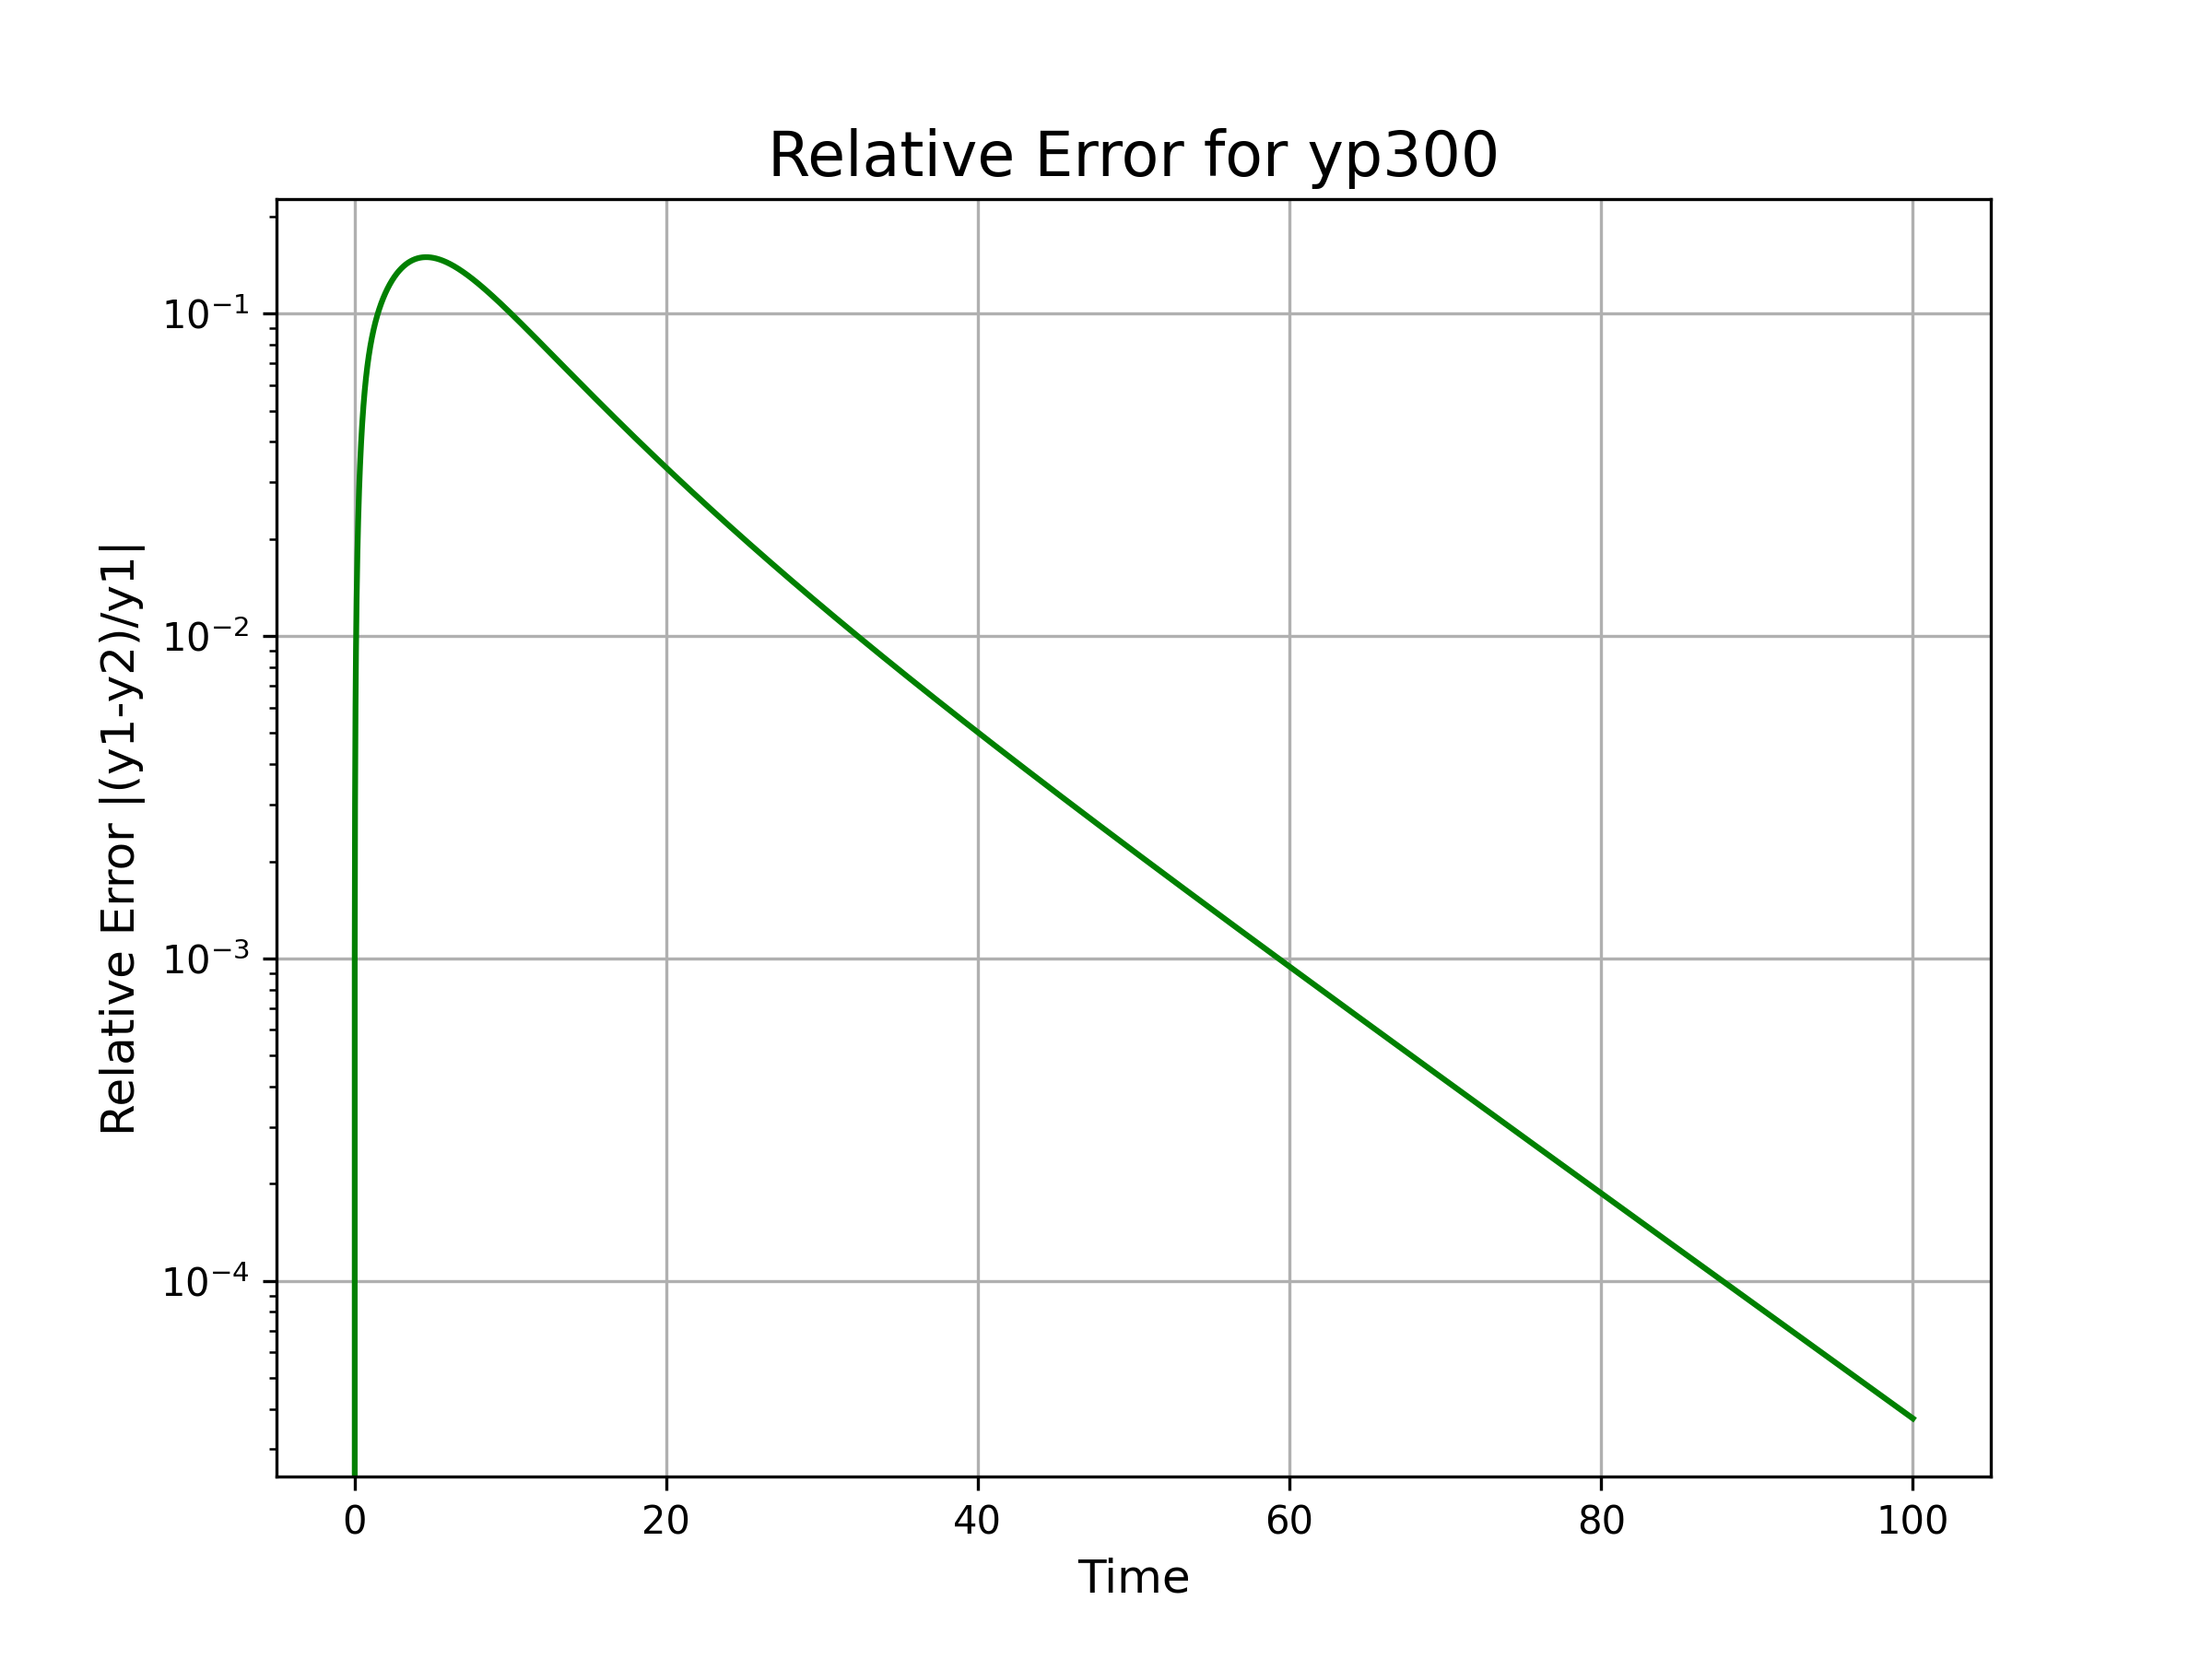 Relative Error for yp300
Relative Error |(y1-y2)/y1|
10⁻¹
10⁻²
10⁻³
10⁻⁴
0 20 40 60 80 100
Time